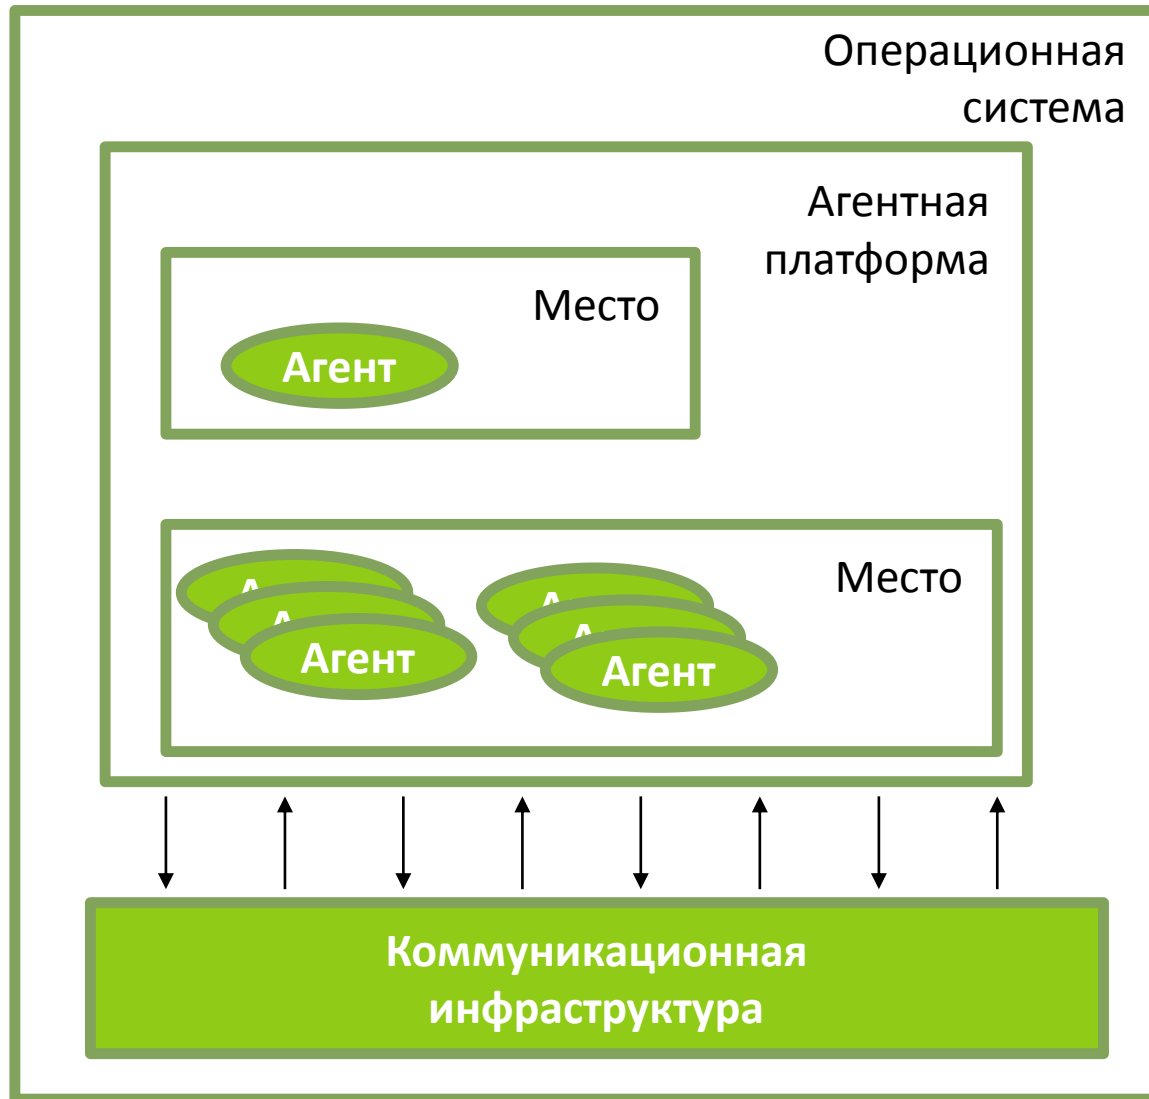 Операционная
система
Агентная
платформа
Место
Агент
Место
Агент
Агент
Коммуникационная
инфраструктура